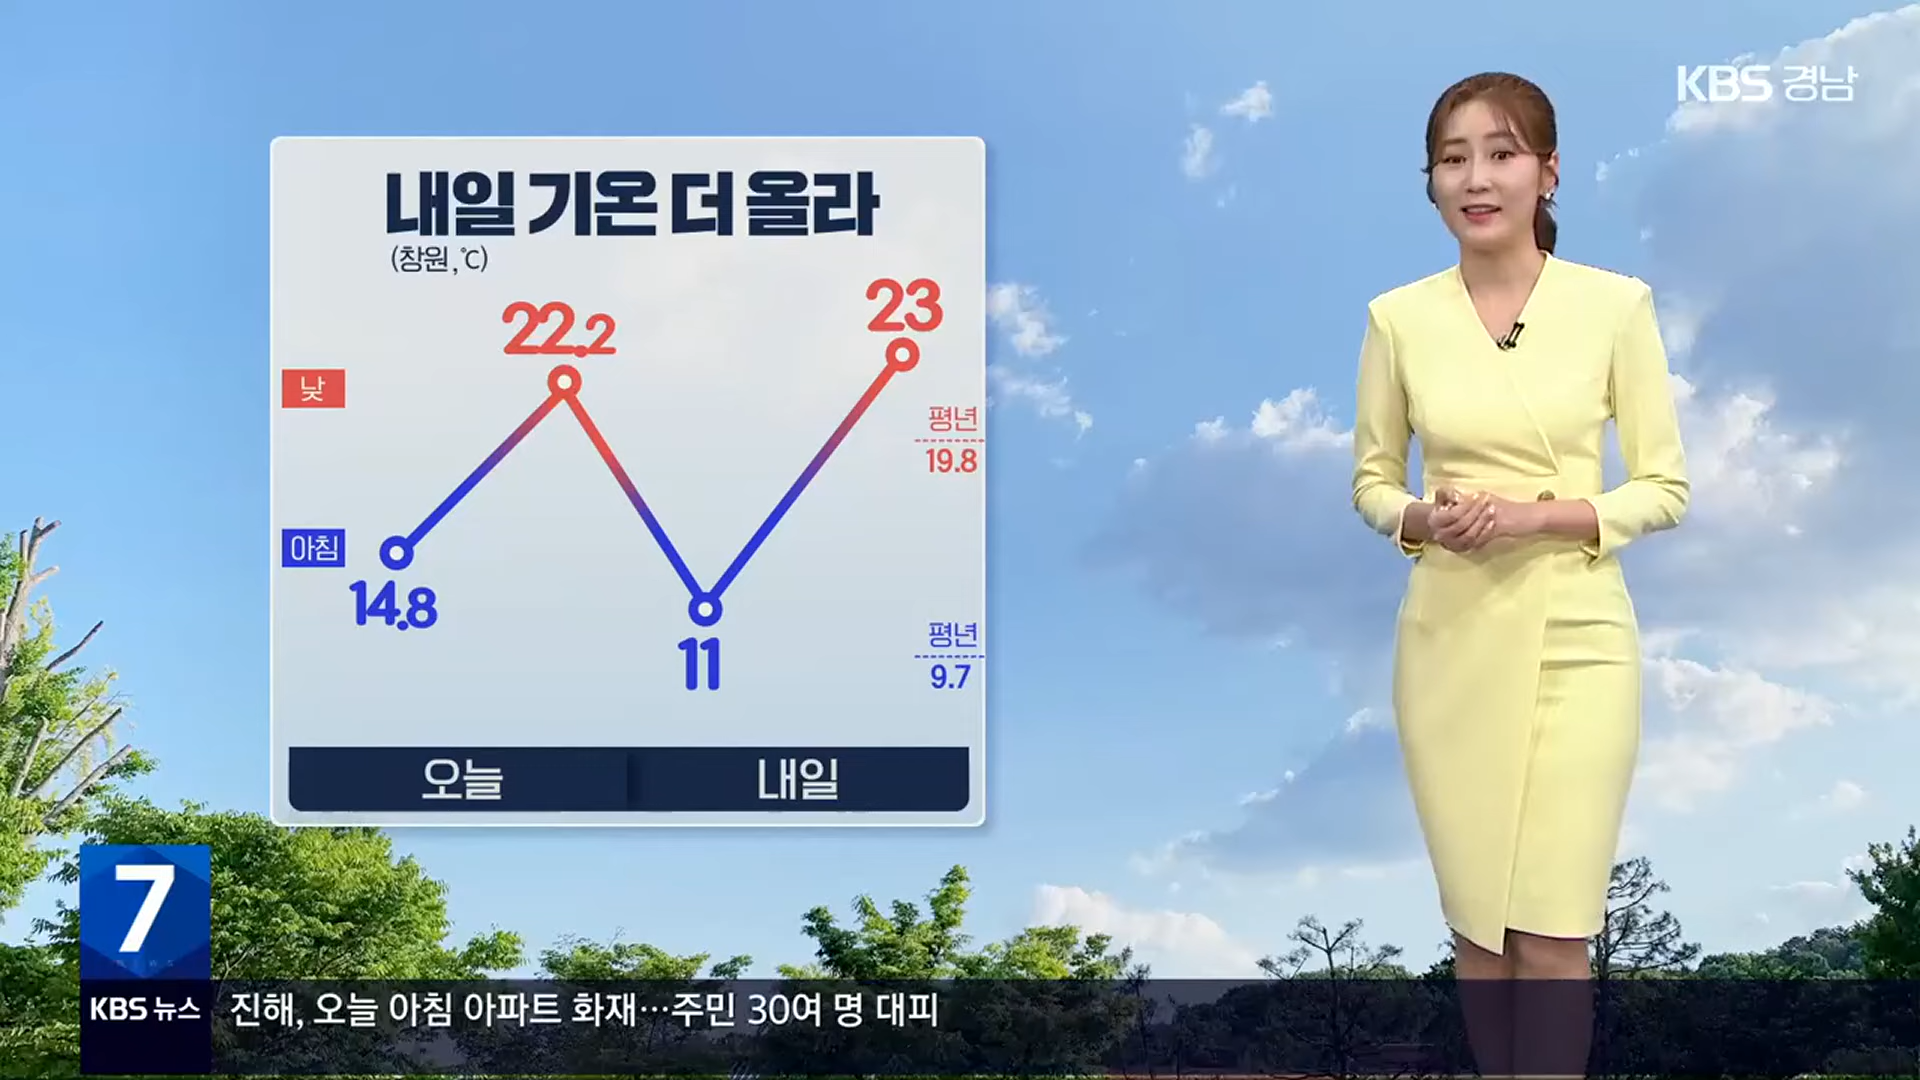 KBS 경남
내일 기온 더 올라
(창원, ℃)
22.2
23
낮
평년
19.8
아침
14.8
11
평년
9.7
오늘
내일
7
KBS 뉴스
진해, 오늘 아침 아파트 화재…주민 30여 명 대피